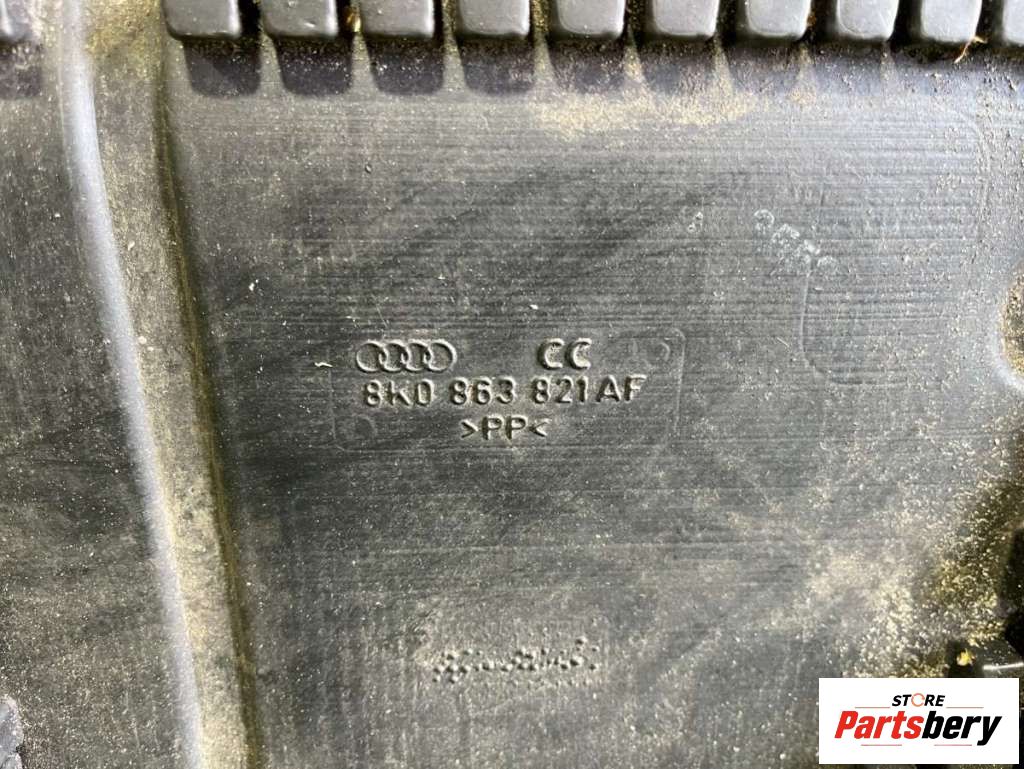 CC
8K0 863 821AF
>PP<
STORE
Partsbery